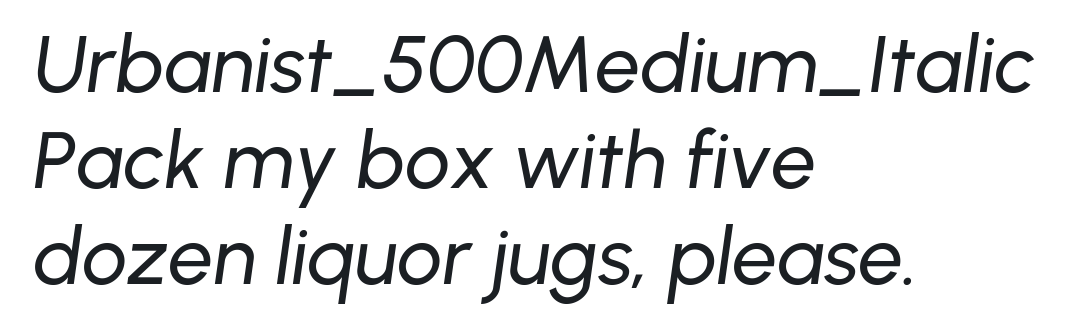 Urbanist_500Medium_Italic
Pack my box with five
dozen liquor jugs, please.